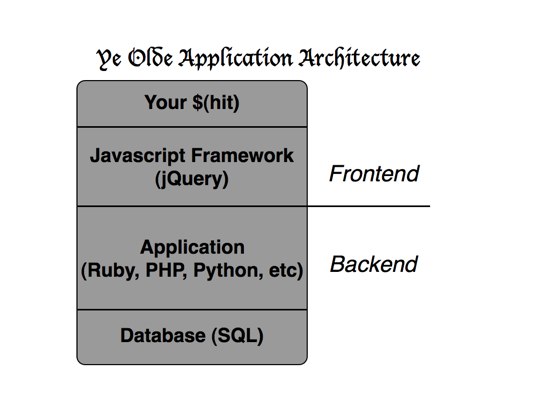 Ye Olde Application Architecture
Your $(hit)
Javascript Framework
(jQuery)
Frontend
Application
(Ruby, PHP, Python, etc)
Backend
Database (SQL)